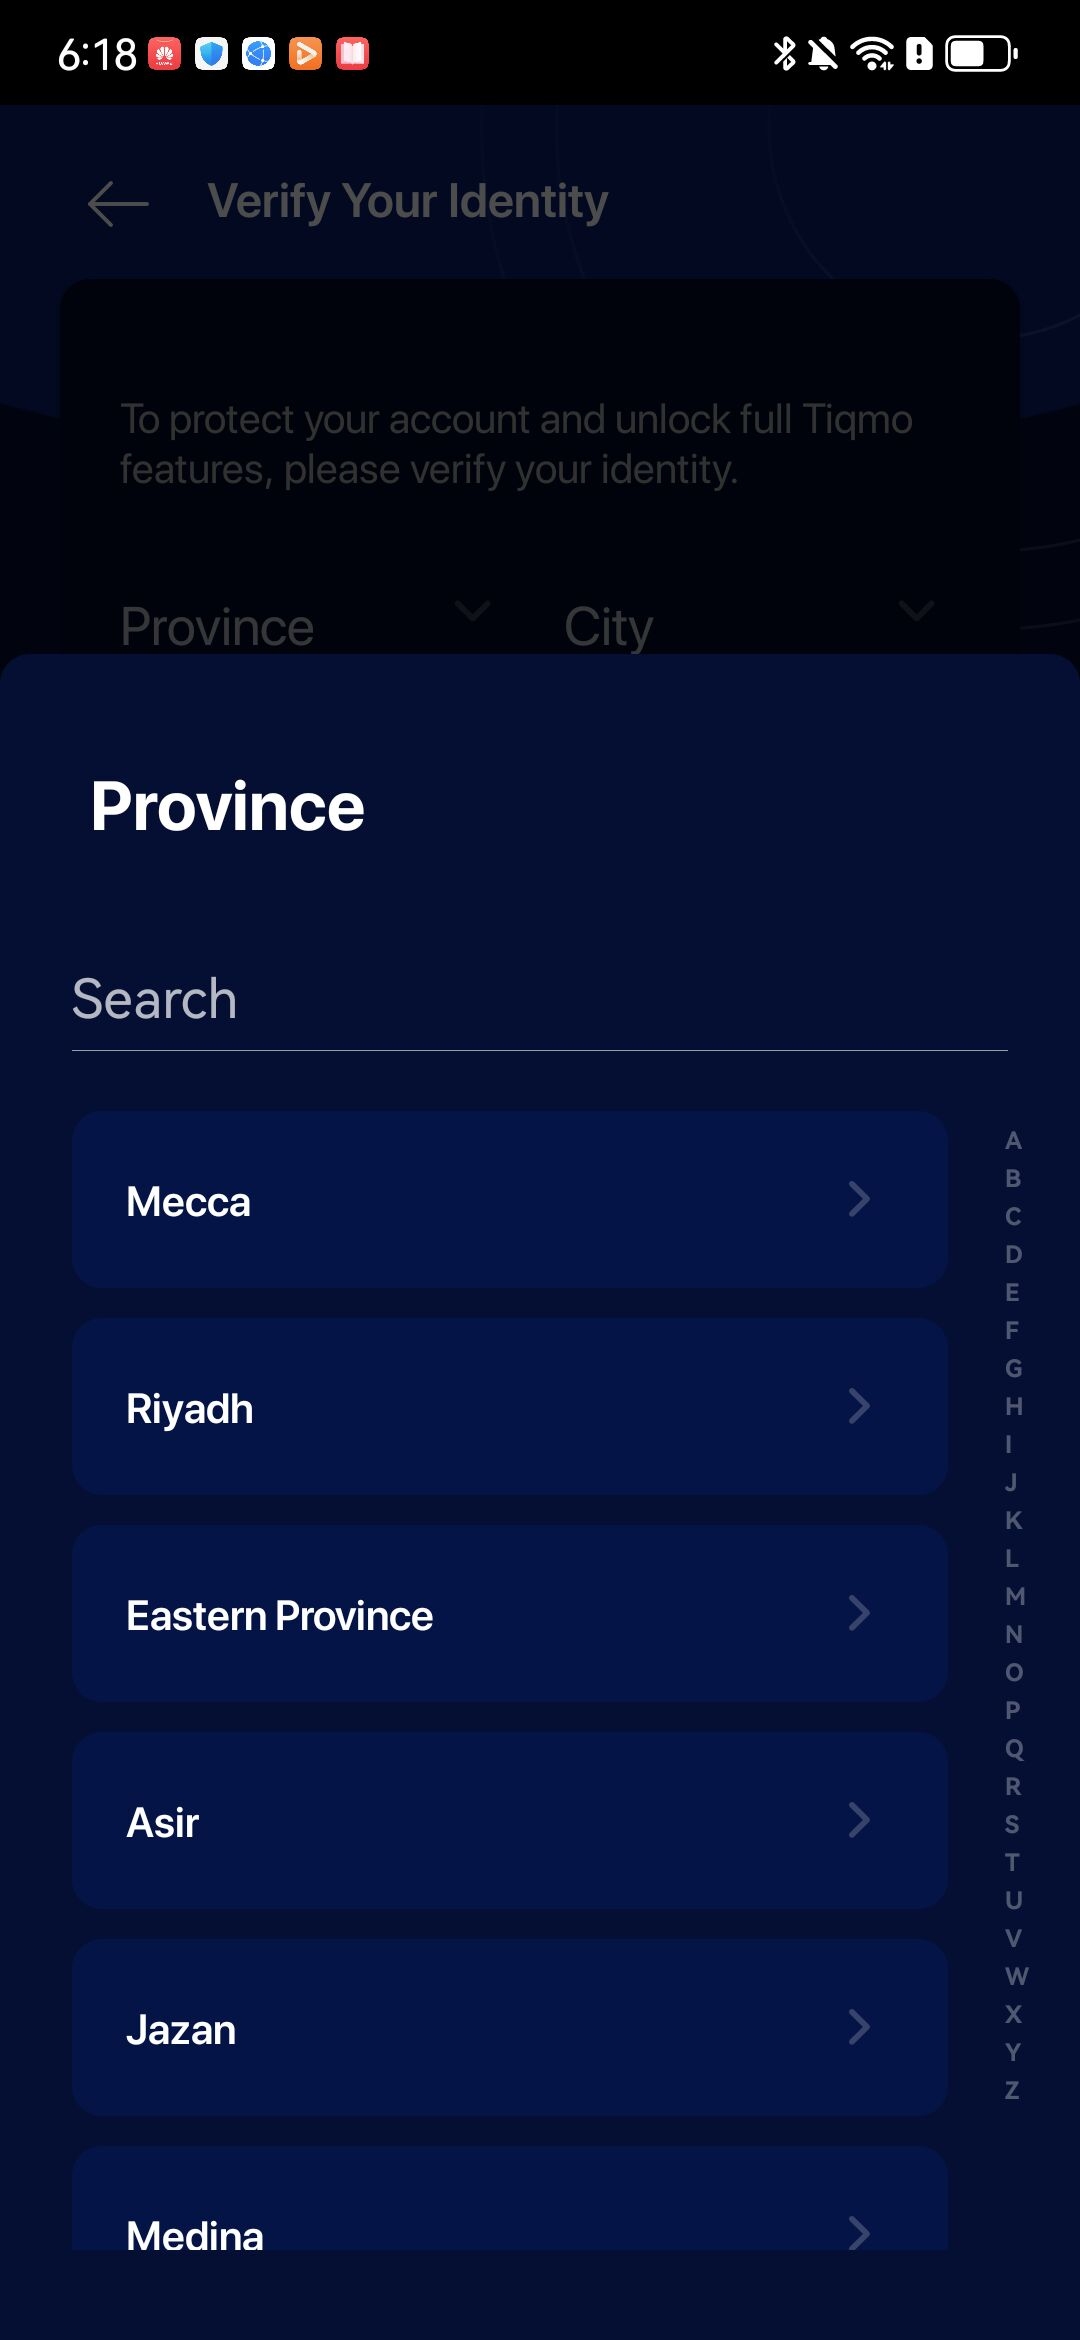 6:18
Verify Your Identity
To protect your account and unlock full Tiqmo
features, please verify your identity.
Province
City
Province
Search
Mecca
Riyadh
Eastern Province
Asir
Jazan
Medina
A
B
C
D
E
F
G
H
I
J
K
L
M
N
O
P
Q
R
S
T
U
V
W
X
Y
Z